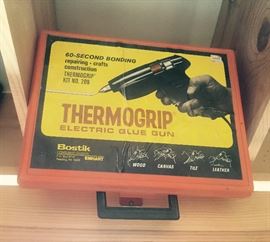 60-SECOND BONDING
repairing - crafts
construction
THERMOGRIP
KIT NO. 206
THERMOGRIP
ELECTRIC GLUE GUN
Bostik
EMHART
WOOD CANVAS TILE LEATHER